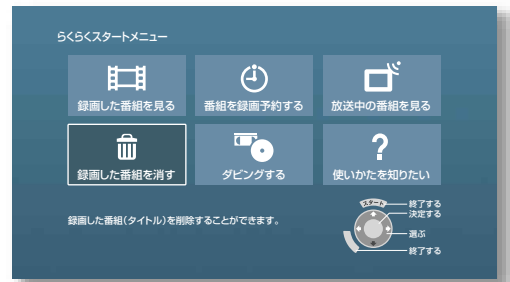 らくらくスタートメニュー
録画した番組を見る
番組を録画予約する
放送中の番組を見る
録画した番組を消す
ダビングする
?
使いかたを知りたい
録画した番組(タイトル)を削除することができます。
スタート
終了する
決定する
選ぶ
終了する